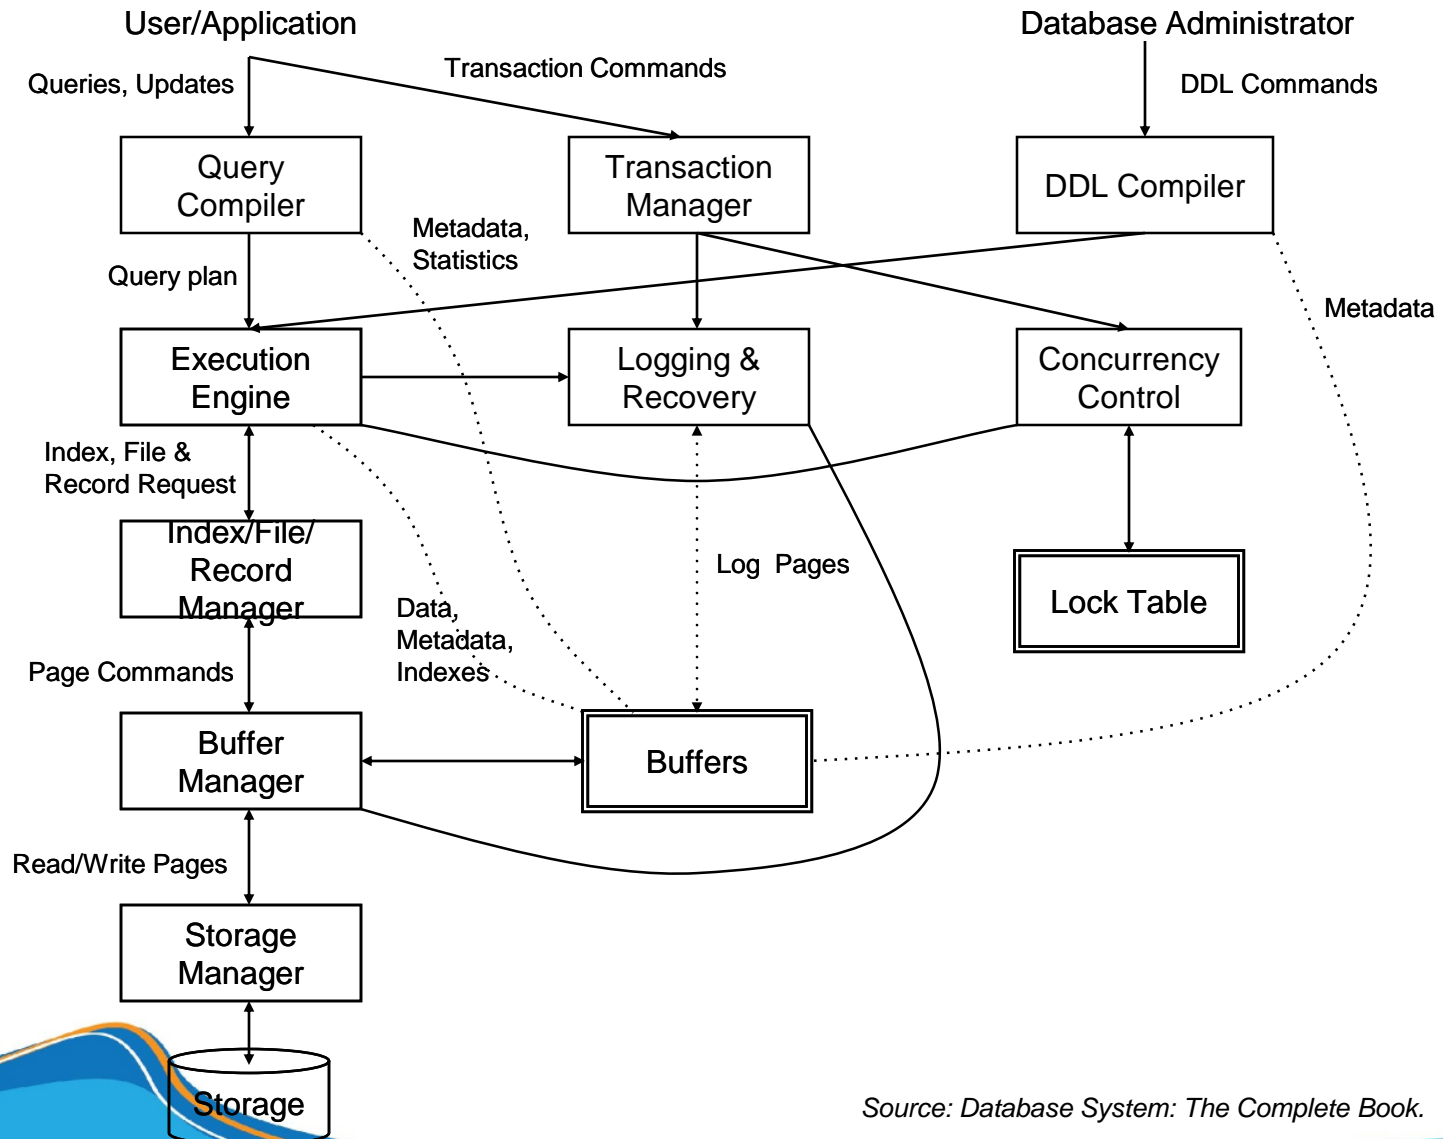 User/Application
Database Administrator
Transaction Commands
Queries, Updates
DDL Commands
Query
Compiler
Transaction
Manager
DDL Compiler
Metadata,
Statistics
Query plan
Metadata
Execution
Engine
Logging &
Recovery
Concurrency
Control
Index, File &
Record Request
Index/File/
Record
Manager
Log  Pages
Lock Table
Data,
Metadata,
Indexes
Page Commands
Buffer
Manager
Buffers
Read/Write Pages
Storage
Manager
Storage
Source: Database System: The Complete Book.